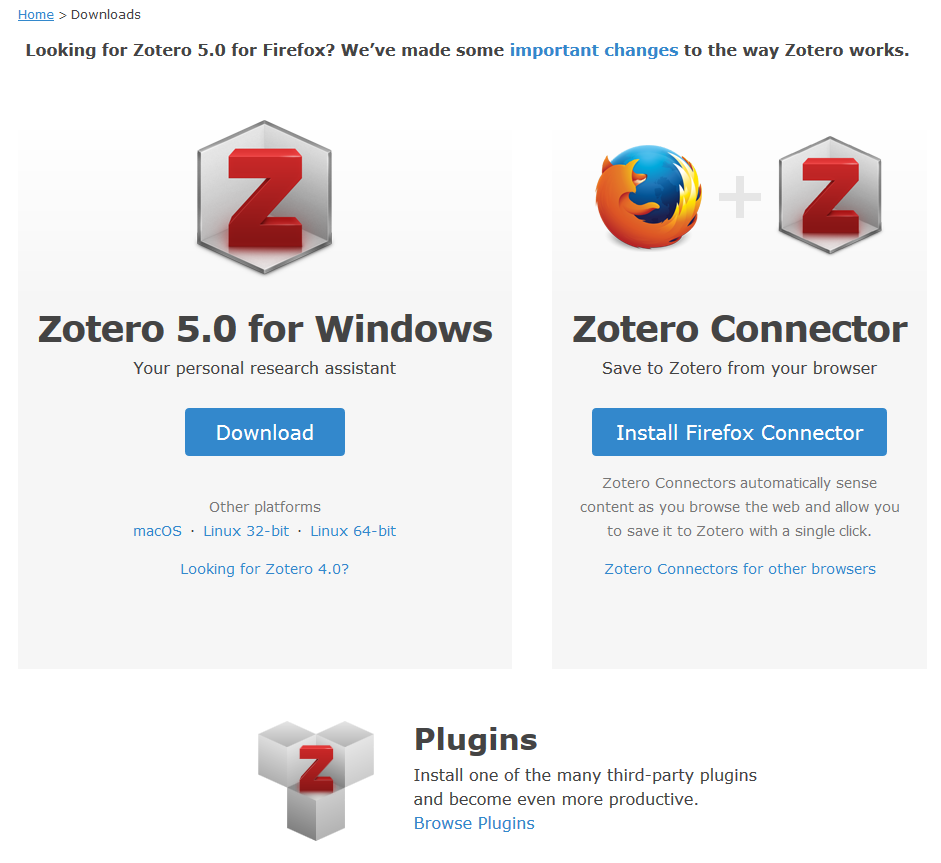 Home > Downloads
Looking for Zotero 5.0 for Firefox? We’ve made some important changes to the way Zotero works.
Z
Z
Zotero 5.0 for Windows
Your personal research assistant
Download
Other platforms
macOS · Linux 32-bit · Linux 64-bit
Looking for Zotero 4.0?
Zotero Connector
Save to Zotero from your browser
Install Firefox Connector
Zotero Connectors automatically sense
content as you browse the web and allow you
to save it to Zotero with a single click.
Zotero Connectors for other browsers
Z
Plugins
Install one of the many third-party plugins
and become even more productive.
Browse Plugins